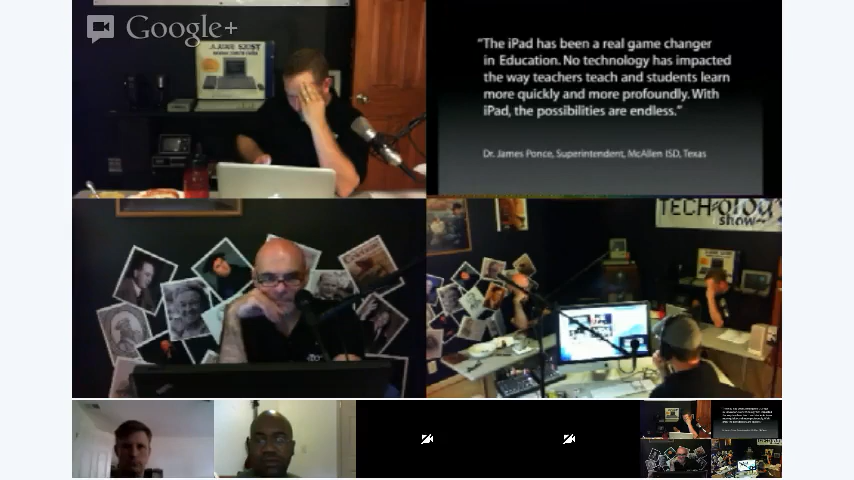 Google+
“The iPad has been a real game changer
in Education. No technology has impacted
the way teachers teach and students learn
more quickly and more profoundly. With
iPad, the possibilities are endless.”
Dr. James Ponce, Superintendent, McAllen ISD, Texas
TECH
show